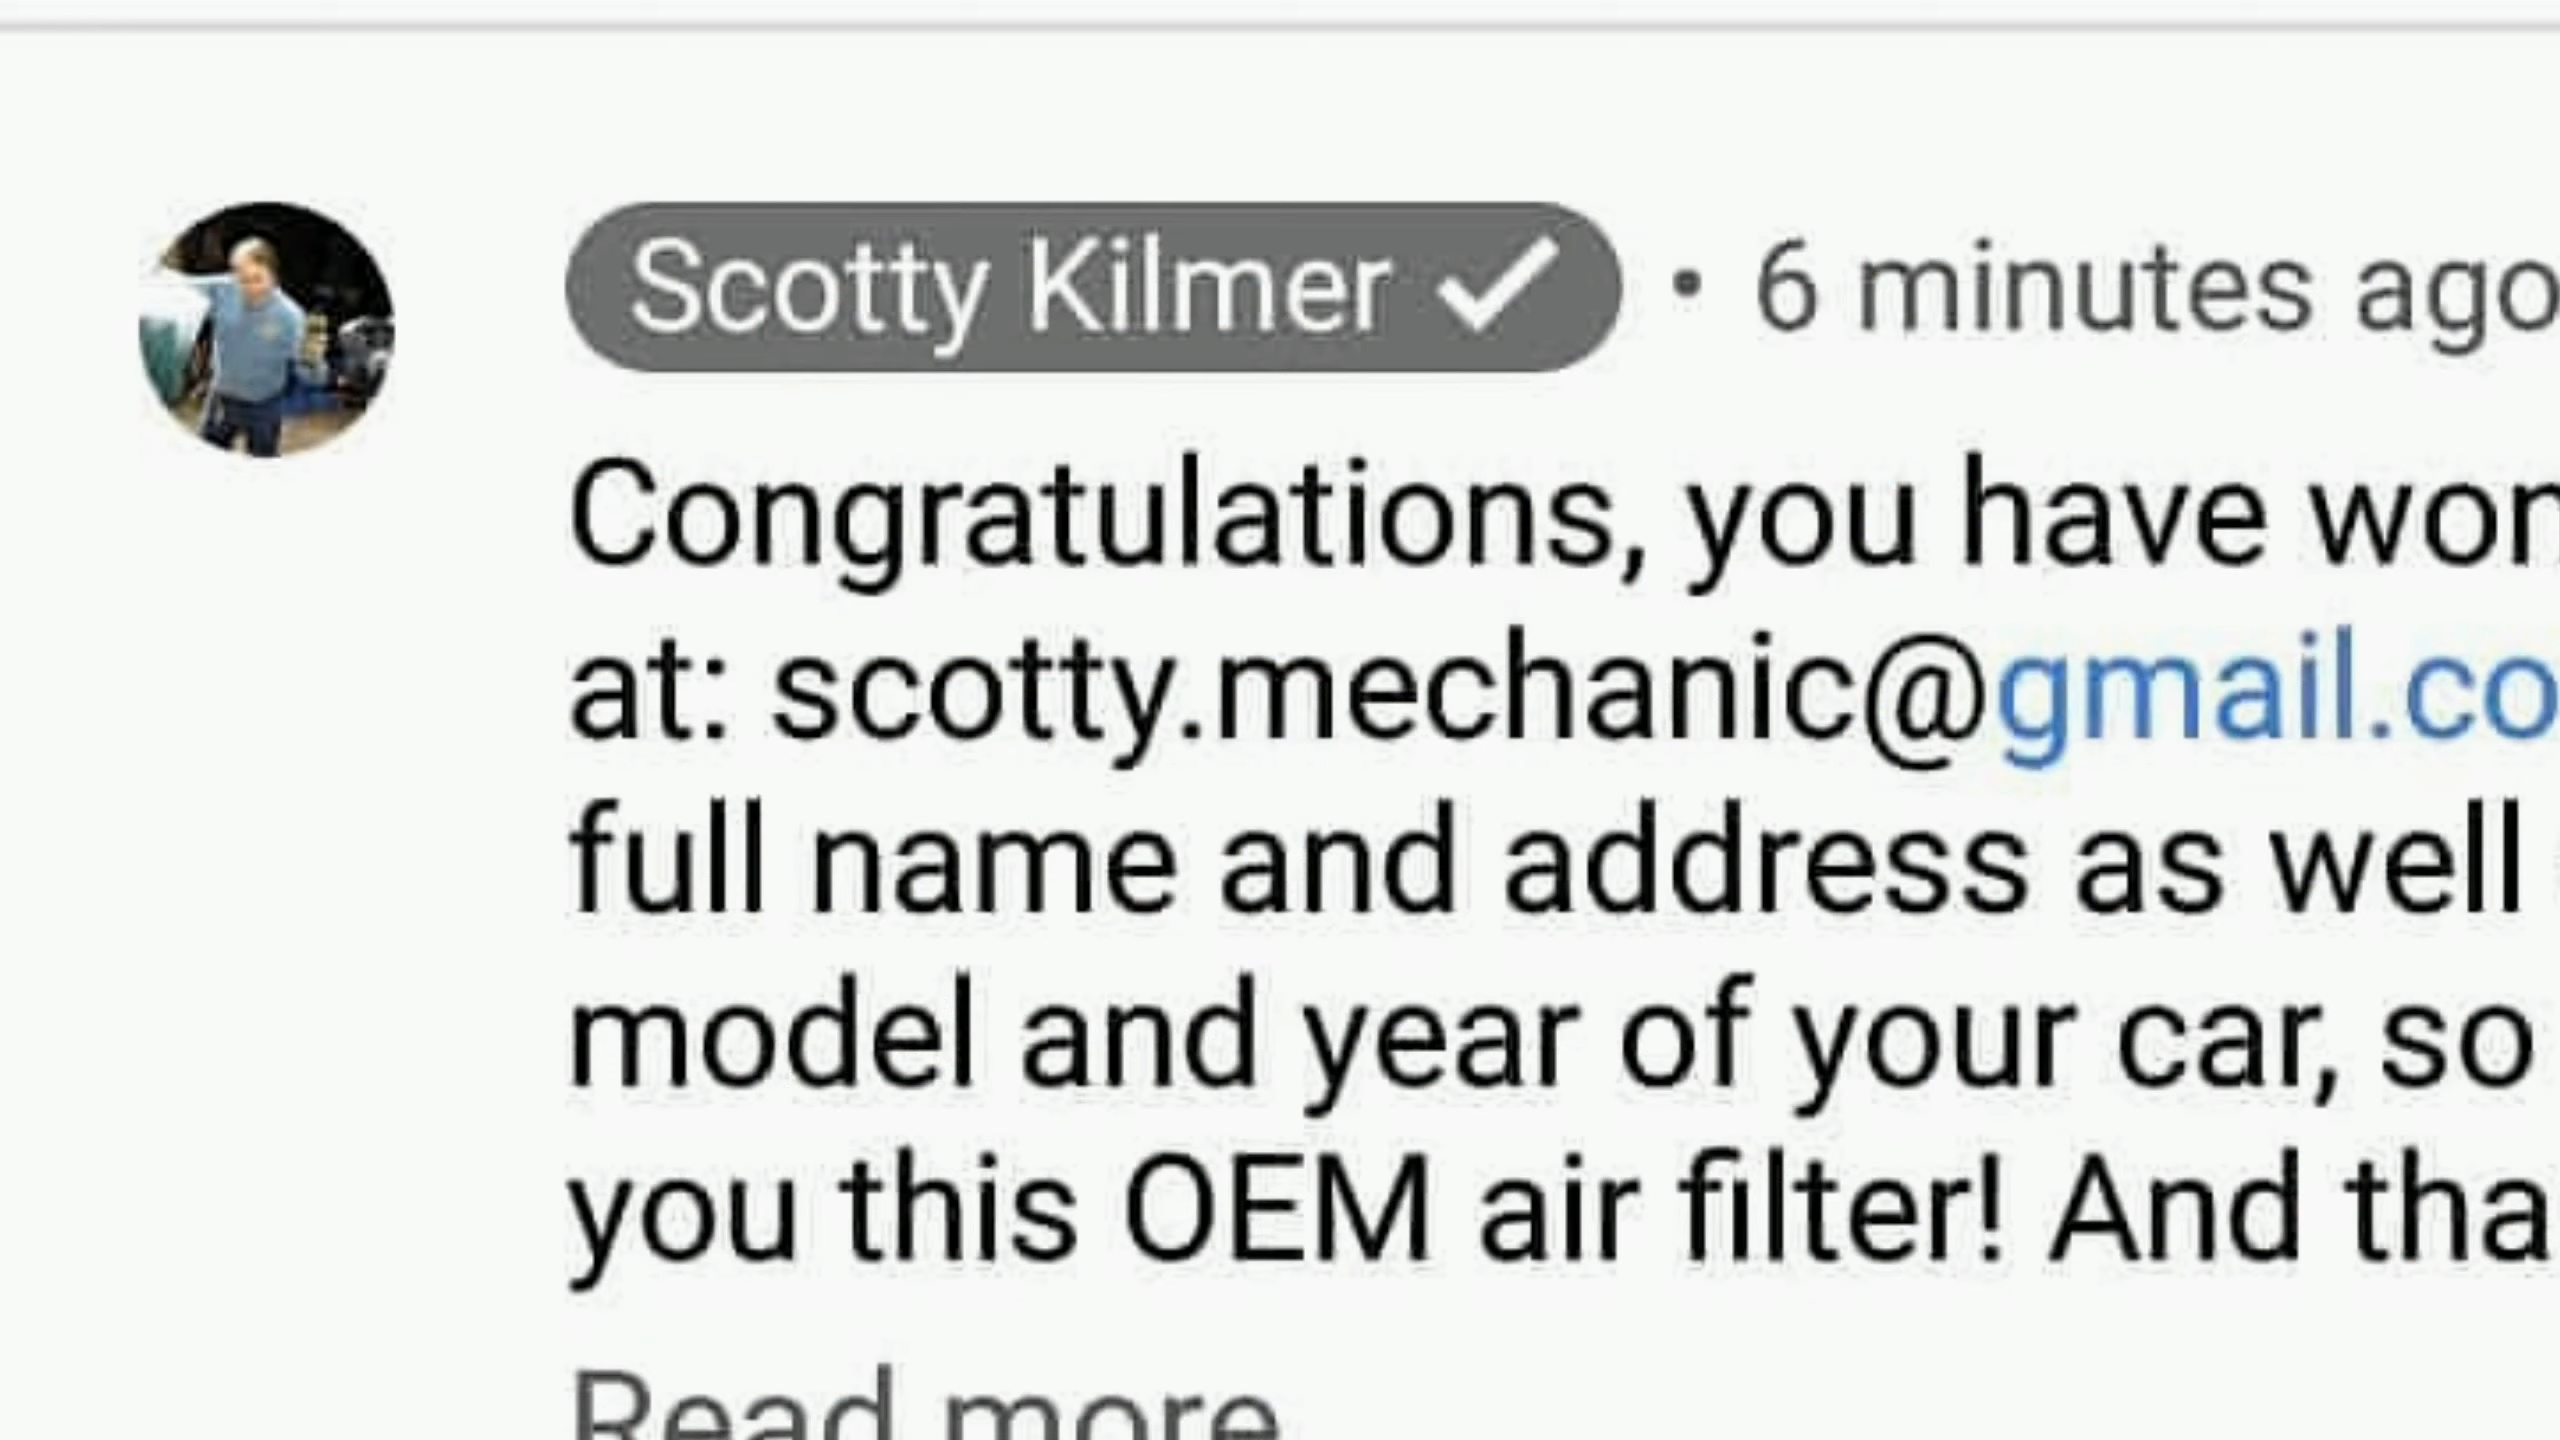 Scotty Kilmer ✓ • 6 minutes ago
Congratulations, you have won
at: scotty.mechanic@gmail.co
full name and address as well
model and year of your car, so
you this OEM air filter! And tha
Read more